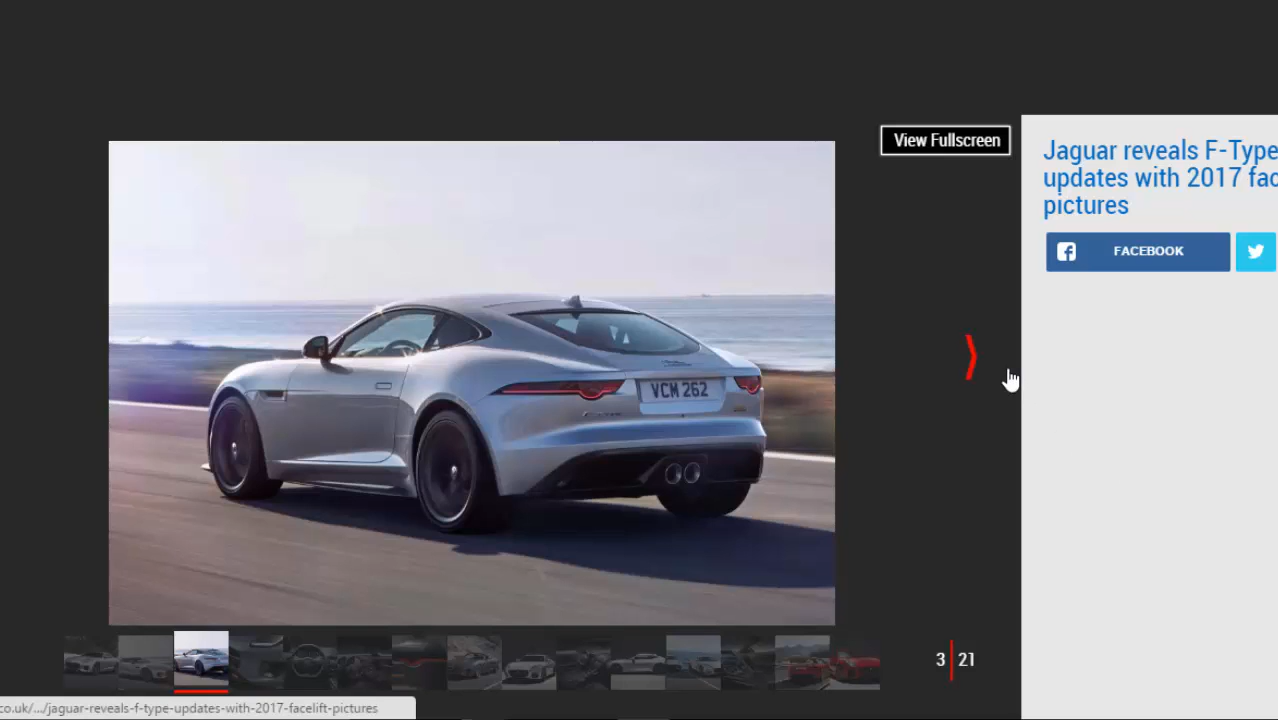 View Fullscreen
Jaguar reveals F-Type
updates with 2017 fac
pictures
FACEBOOK
VCM 262
3 21
co.uk/.../jaguar-reveals-f-type-updates-with-2017-facelift-pictures